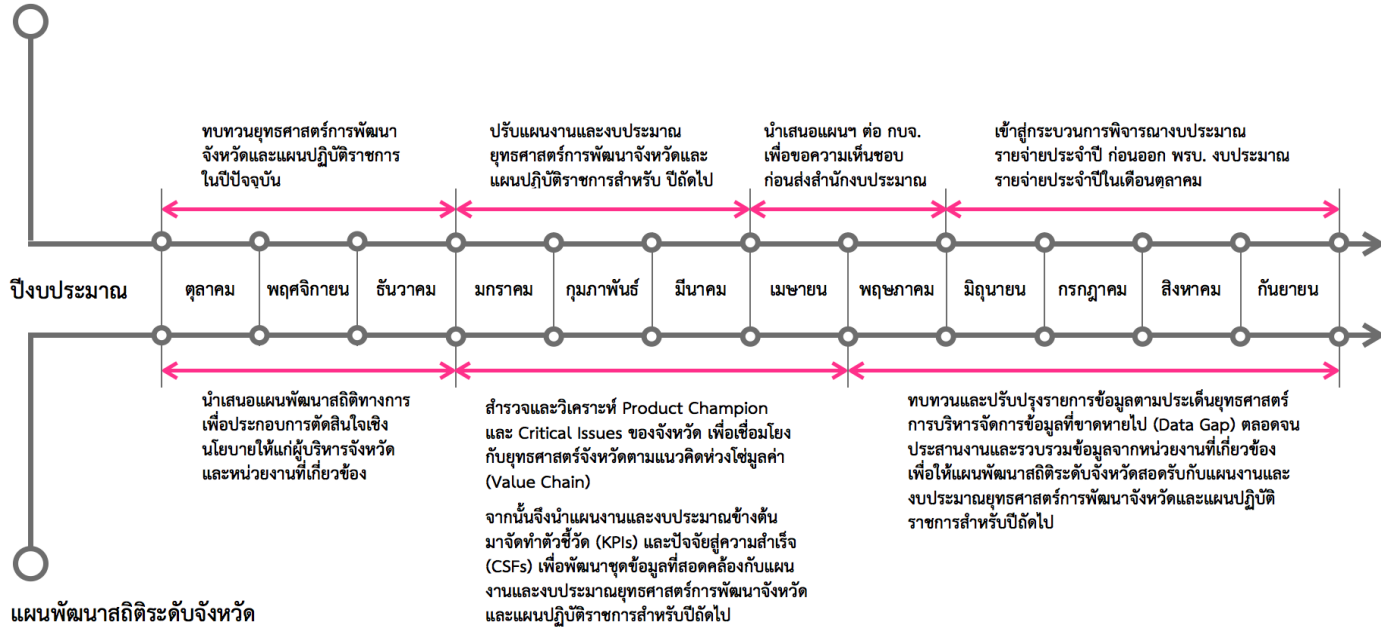 ทบทวนยุทธศาสตร์การพัฒนา
จังหวัดและแผนปฏิบัติราชการ
ในปีปัจจุบัน
ปรับแผนงานและงบประมาณ
ยุทธศาสตร์การพัฒนาจังหวัดและ
แผนปฏิบัติราชการสำหรับ ปีถัดไป
นำเสนอแผนฯ ต่อ กบจ.
เพื่อขอความเห็นชอบ
ก่อนส่งสำนักงบประมาณ
เข้าสู่กระบวนการพิจารณางบประมาณ
รายจ่ายประจำปี ก่อนออก พรบ. งบประมาณ
รายจ่ายประจำปีในเดือนตุลาคม
ปีงบประมาณ
ตุลาคม
พฤศจิกายน
ธันวาคม
มกราคม
กุมภาพันธ์
มีนาคม
เมษายน
พฤษภาคม
มิถุนายน
กรกฎาคม
สิงหาคม
กันยายน
นำเสนอแผนพัฒนาสถิติทางการ
เพื่อประกอบการตัดสินใจเชิง
นโยบายให้แก่ผู้บริหารจังหวัด
และหน่วยงานที่เกี่ยวข้อง
สำรวจและวิเคราะห์ Product Champion
และ Critical Issues ของจังหวัด เพื่อเชื่อมโยง
กับยุทธศาสตร์จังหวัดตามแนวคิดห่วงโซ่มูลค่า
(Value Chain)
จากนั้นจึงนำแผนงานและงบประมาณข้างต้น
มาจัดทำตัวชี้วัด (KPIs) และปัจจัยสู่ความสำเร็จ
(CSFs) เพื่อพัฒนาชุดข้อมูลที่สอดคล้องกับแผน
งานและงบประมาณยุทธศาสตร์การพัฒนาจังหวัด
และแผนปฏิบัติราชการสำหรับปีถัดไป
ทบทวนและปรับปรุงรายการข้อมูลตามประเด็นยุทธศาสตร์
การบริหารจัดการข้อมูลที่ขาดหายไป (Data Gap) ตลอดจน
ประสานงานและรวบรวมข้อมูลจากหน่วยงานที่เกี่ยวข้อง
เพื่อให้แผนพัฒนาสถิติระดับจังหวัดสอดรับกับแผนงานและ
งบประมาณยุทธศาสตร์การพัฒนาจังหวัดและแผนปฏิบัติ
ราชการสำหรับปีถัดไป
แผนพัฒนาสถิติระดับจังหวัด